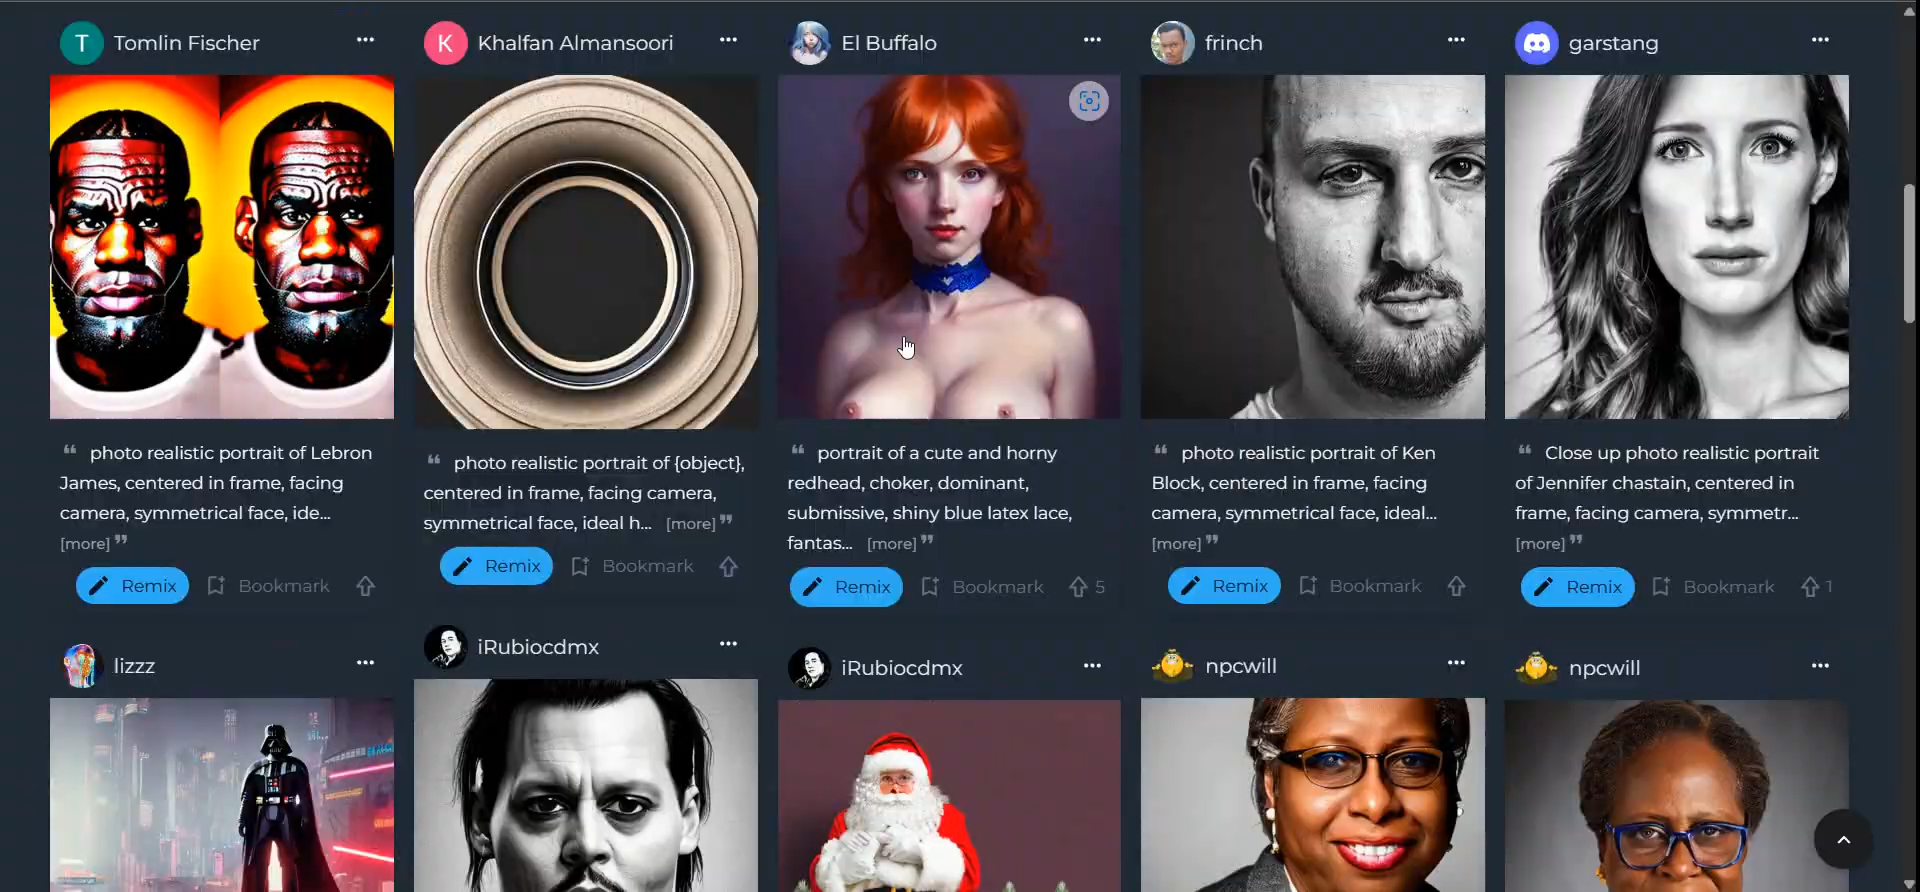 T Tomlin Fischer ...
K Khalfan Almansoori ...
El Buffalo ...
frinch ...
garstang ...
❝ photo realistic portrait of Lebron
James, centered in frame, facing
camera, symmetrical face, ide...
[more] ❞
Remix Bookmark
❝ photo realistic portrait of {object},
centered in frame, facing camera,
symmetrical face, ideal h... [more] ❞
Remix Bookmark
❝ portrait of a cute and horny
redhead, choker, dominant,
submissive, shiny blue latex lace,
fantas... [more] ❞
Remix Bookmark 5
❝ photo realistic portrait of Ken
Block, centered in frame, facing
camera, symmetrical face, ideal...
[more] ❞
Remix Bookmark
❝ Close up photo realistic portrait
of Jennifer chastain, centered in
frame, facing camera, symmetr...
[more] ❞
Remix Bookmark 1
lizzz ...
iRubiocdmx ...
iRubiocdmx ...
npcwill ...
npcwill ...